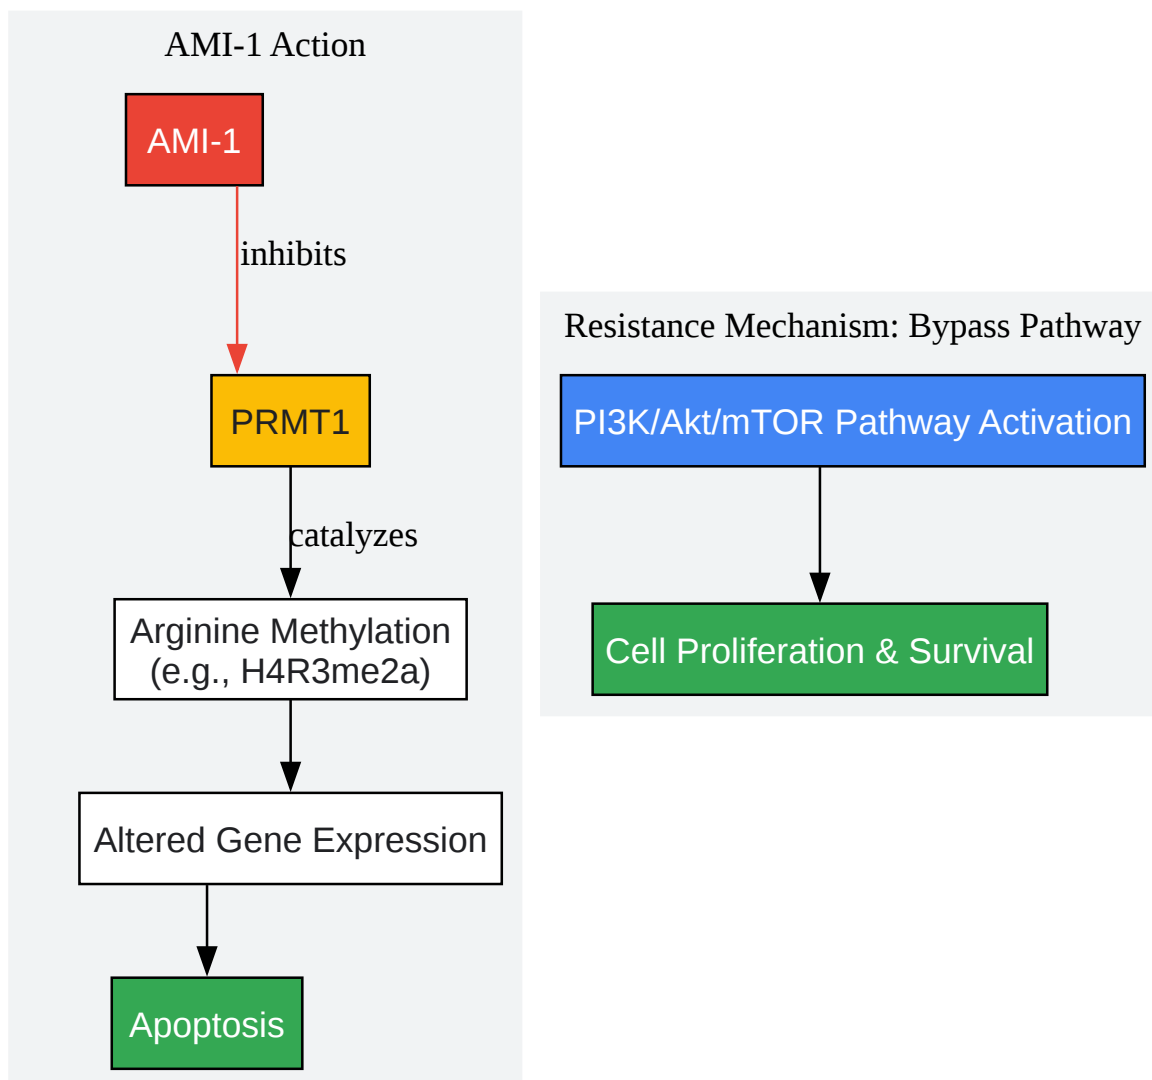 AMI-1 Action
AMI-1
inhibits
PRMT1
catalyzes
Arginine Methylation
(e.g., H4R3me2a)
Altered Gene Expression
Apoptosis
Resistance Mechanism: Bypass Pathway
PI3K/Akt/mTOR Pathway Activation
Cell Proliferation & Survival